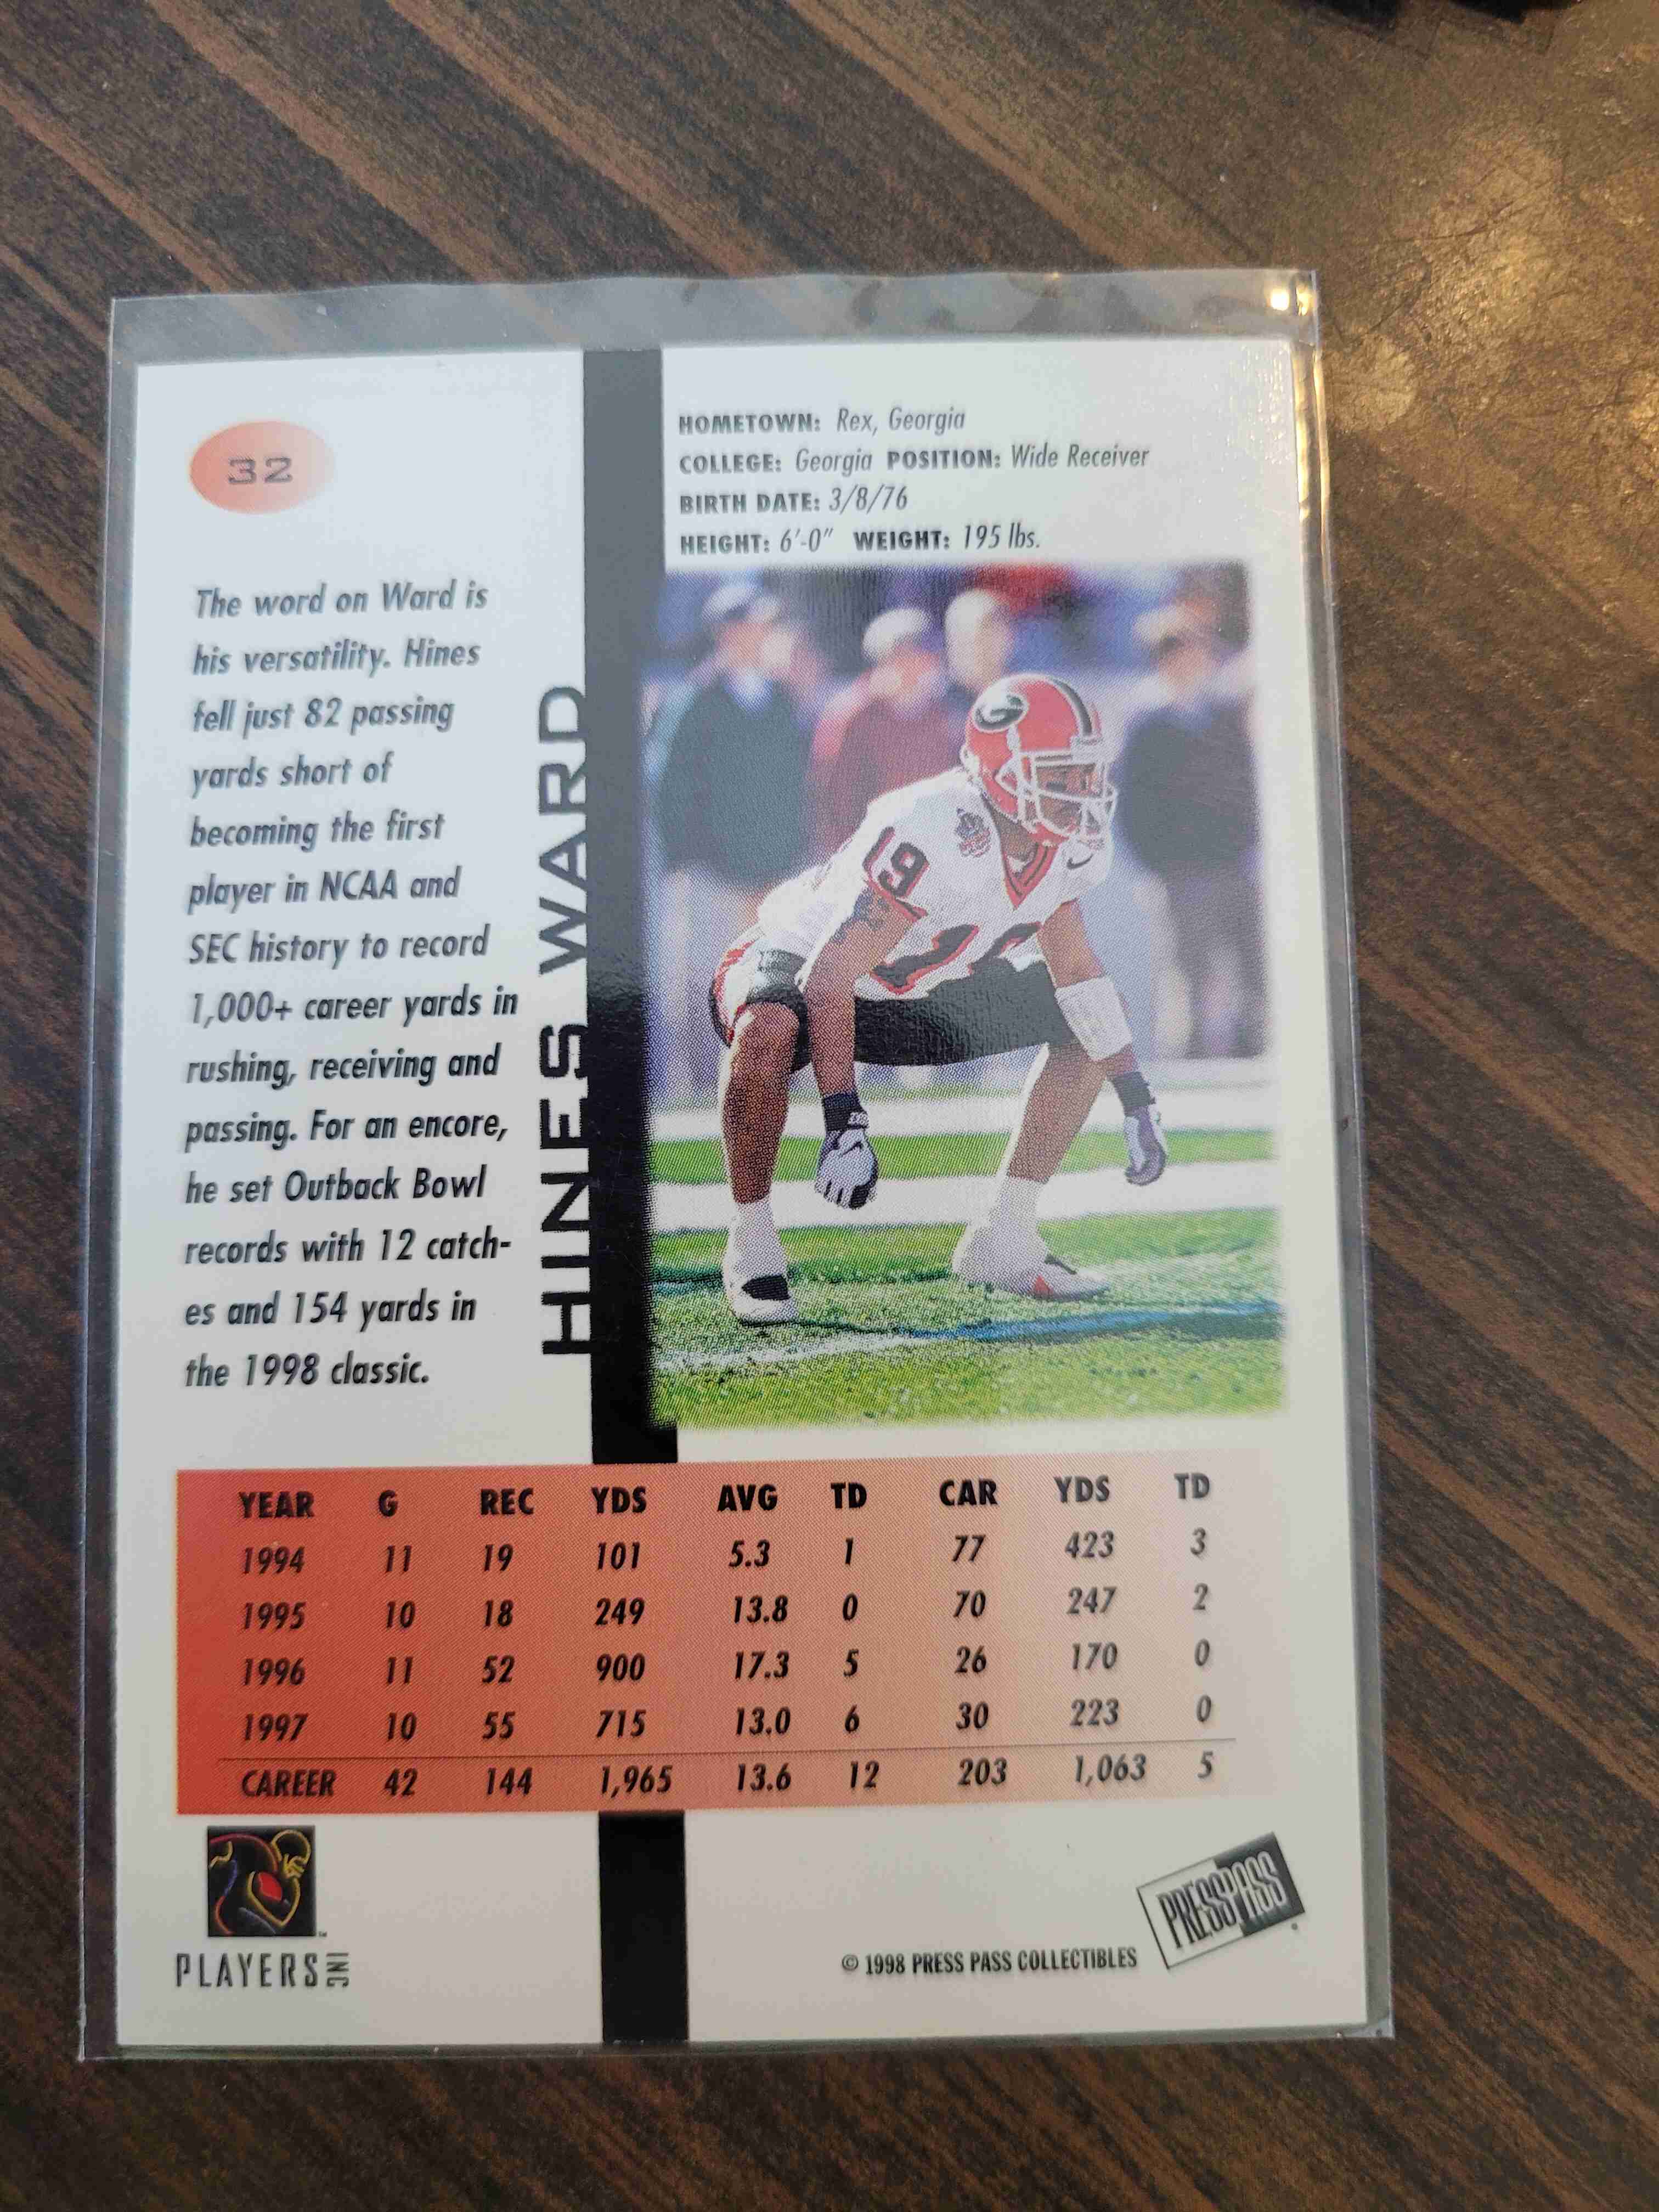 32
HOMETOWN: Rex, Georgia
COLLEGE: Georgia POSITION: Wide Receiver
BIRTH DATE: 3/8/76
HEIGHT: 6'-0" WEIGHT: 195 lbs.
The word on Ward is
his versatility. Hines
fell just 82 passing
yards short of
becoming the first
player in NCAA and
SEC history to record
1,000+ career yards in
rushing, receiving and
passing. For an encore,
he set Outback Bowl
records with 12 catch-
es and 154 yards in
the 1998 classic.
HINES WARD
G
19
19
YEAR G REC YDS AVG TD CAR YDS TD
1994 11 19 101 5.3 1 77 423 3
1995 10 18 249 13.8 0 70 247 2
1996 11 52 900 17.3 5 26 170 0
1997 10 55 715 13.0 6 30 223 0
CAREER 42 144 1,965 13.6 12 203 1,063 5
PLAYERS INC
© 1998 PRESS PASS COLLECTIBLES
PRESS PASS